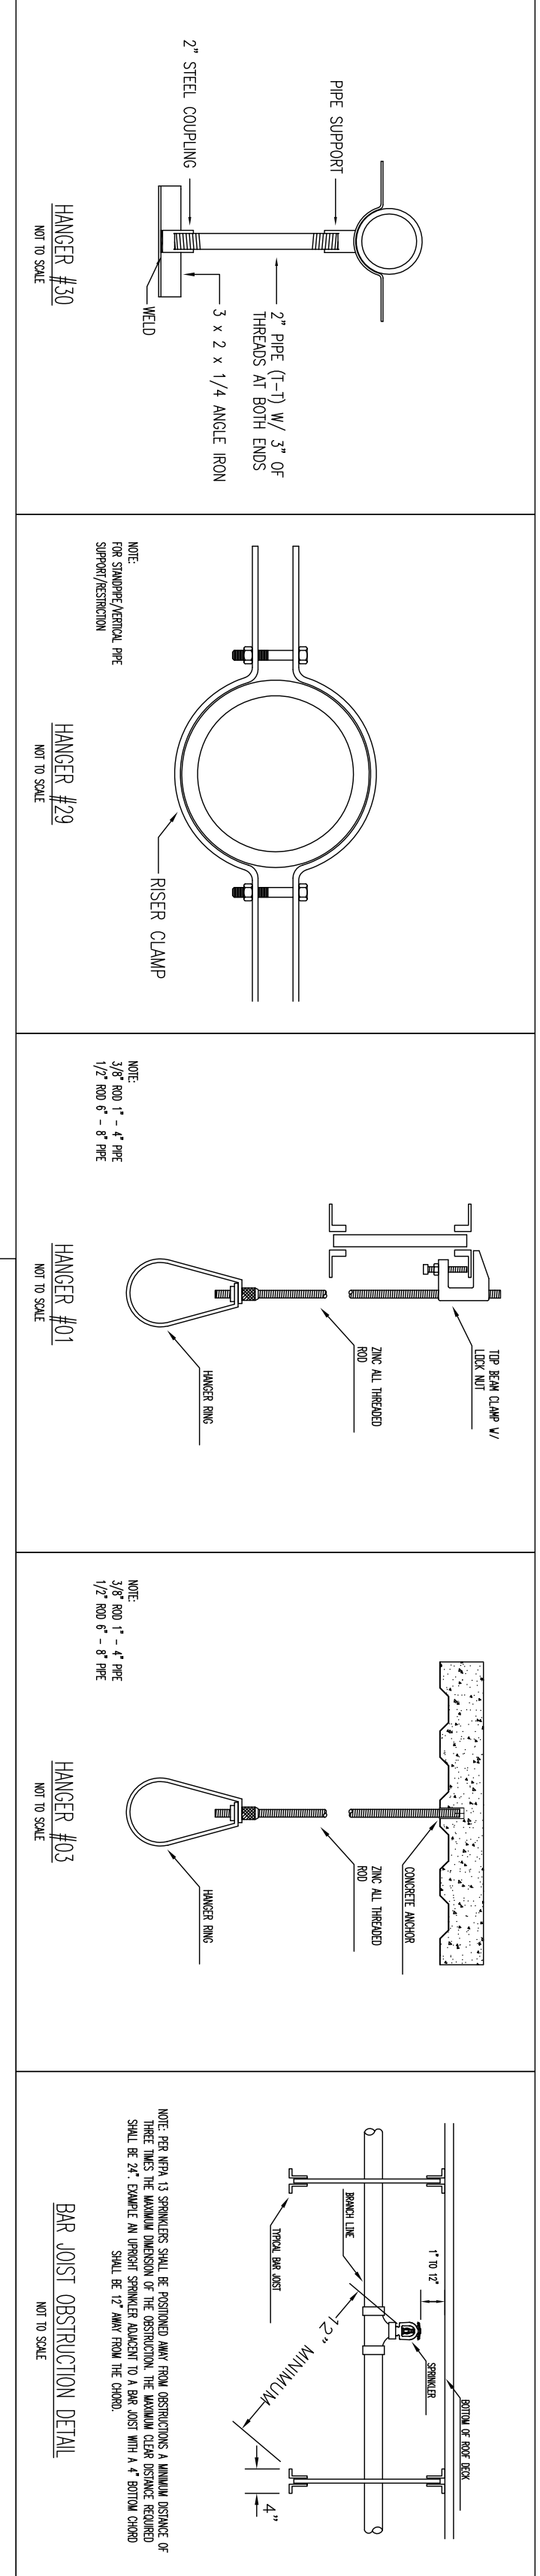 PIPE SUPPORT
2" STEEL COUPLING
2" PIPE (T-T) W/ 3" OF
THREADS AT BOTH ENDS
3 x 2 x 1/4 ANGLE IRON
WELD
HANGER #30
NOT TO SCALE
RISER CLAMP
NOTE:
FOR STANDPIPE/VERTICAL PIPE
SUPPORT/RESTRICTION
HANGER #29
NOT TO SCALE
TOP BEAM CLAMP W/
LOCK NUT
ZINC ALL THREADED
ROD
HANGER RING
NOTE:
3/8" ROD 1" - 4" PIPE
1/2" ROD 6" - 8" PIPE
HANGER #01
NOT TO SCALE
CONCRETE ANCHOR
ZINC ALL THREADED
ROD
HANGER RING
NOTE:
3/8" ROD 1" - 4" PIPE
1/2" ROD 6" - 8" PIPE
HANGER #03
NOT TO SCALE
BOTTOM OF ROOF DECK
1" TO 12"
SPRINKLER
BRANCH LINE
12" MINIMUM
4"
TYPICAL BAR JOIST
NOTE: PER NFPA 13 SPRINKLERS SHALL BE POSITIONED AWAY FROM OBSTRUCTIONS A MINIMUM DISTANCE OF
THREE TIMES THE MAXIMUM DIMENSION OF THE OBSTRUCTION. THE MAXIMUM CLEAR DISTANCE REQUIRED
SHALL BE 24". EXAMPLE AN UPRIGHT SPRINKLER ADJACENT TO A BAR JOIST WITH A 4" BOTTOM CHORD
SHALL BE 12" AWAY FROM THE CHORD.
BAR JOIST OBSTRUCTION DETAIL
NOT TO SCALE